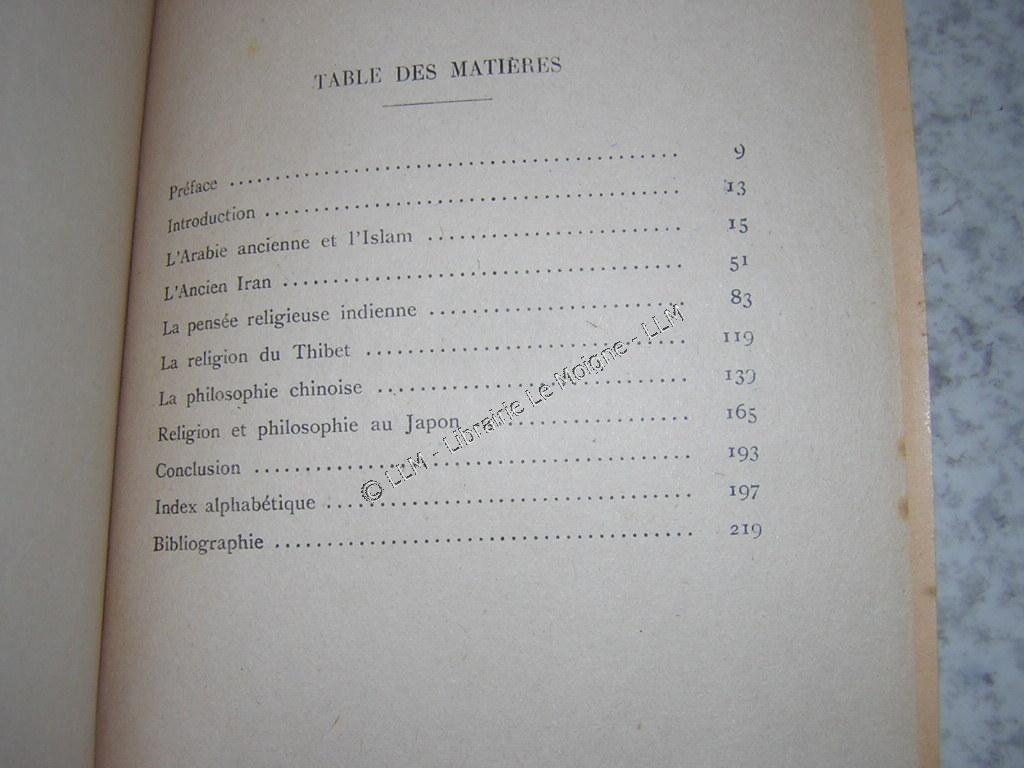 TABLE DES MATIÈRES
Préface ........................................ 9
Introduction ........................................ 13
L'Arabie ancienne et l'Islam ........................ 15
L'Ancien Iran ........................................ 51
La pensée religieuse indienne ........................ 83
La religion du Thibet ................................ 119
La philosophie chinoise .............................. 139
Religion et philosophie au Japon ..................... 165
Conclusion ........................................ 193
Index alphabétique ................................... 197
Bibliographie ........................................ 219
© LLM - Librairie Le Moigne - LLM